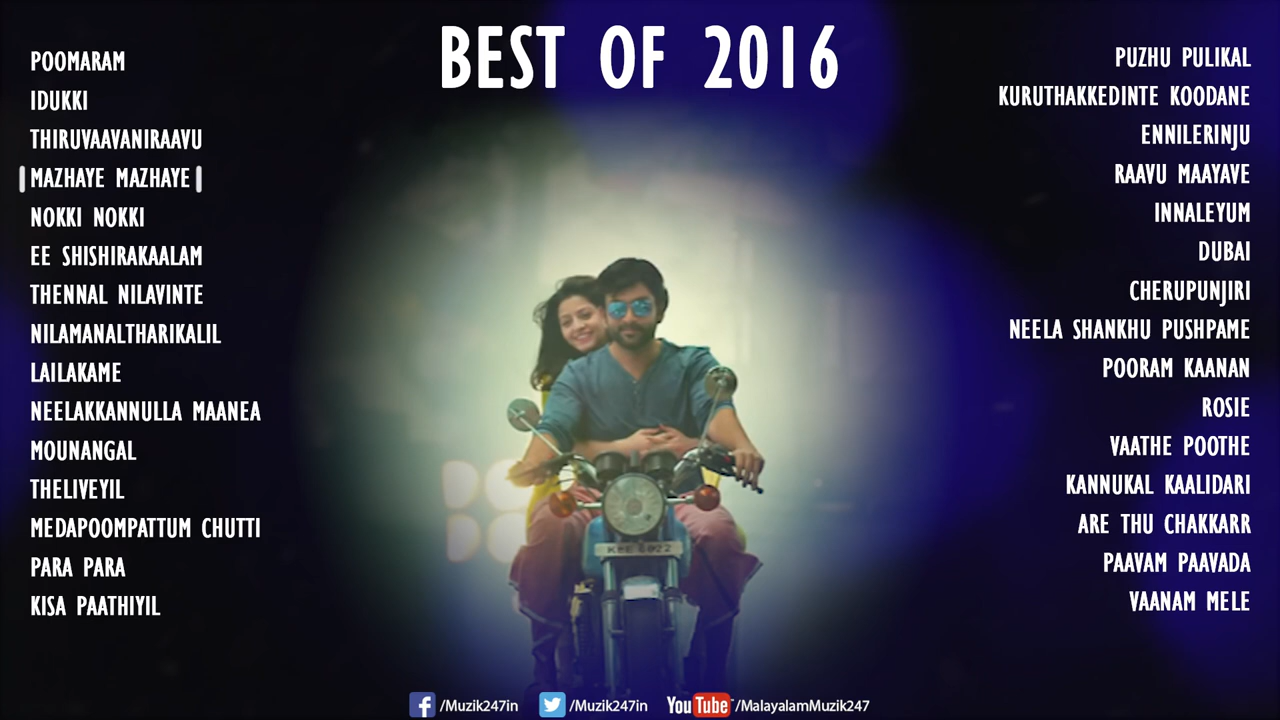 BEST OF 2016
POOMARAM
IDUKKI
THIRUVAAVANIRAAVU
MAZHAYE MAZHAYE
NOKKI NOKKI
EE SHISHIRAKAALAM
THENNAL NILAVINTE
NILAMANALTHARIKALIL
LAILAKAME
NEELAKKANNULLA MAANEA
MOUNANGAL
THELIVEYIL
MEDAPOOMPATTUM CHUTTI
PARA PARA
KISA PAATHIYIL
PUZHU PULIKAL
KURUTHAKKEDINTE KOODANE
ENNILERINJU
RAAVU MAAYAVE
INNALEYUM
DUBAI
CHERUPUNJIRI
NEELA SHANKHU PUSHPAME
POORAM KAANAN
ROSIE
VAATHE POOTHE
KANNUKAL KAALIDARI
ARE THU CHAKKARR
PAAVAM PAAVADA
VAANAM MELE
/Muzik247in /Muzik247in YouTube /MalayalamMuzik247